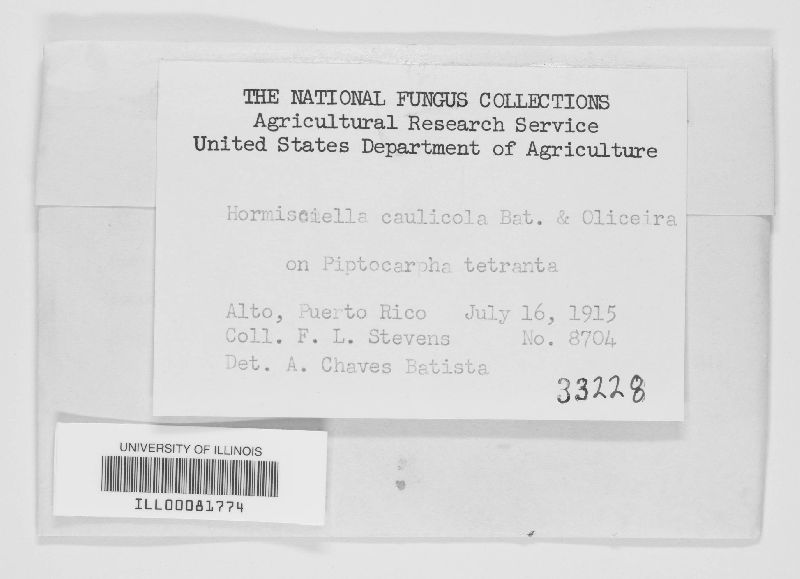 THE NATIONAL FUNGUS COLLECTIONS
Agricultural Research Service
United States Department of Agriculture
Hormisciella caulicola Bat. & Oliceira
on Piptocarpha tetranta
Alto, Puerto Rico July 16, 1915
Coll. F. L. Stevens No. 8704
Det. A. Chaves Batista
33228
UNIVERSITY OF ILLINOIS
ILL00081774